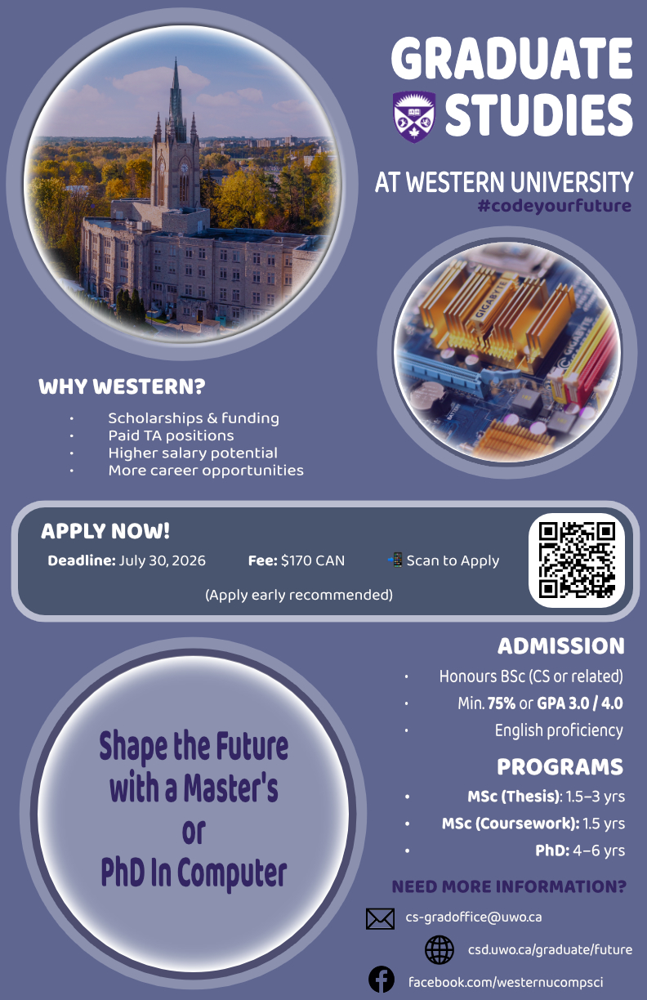 GRADUATE
STUDIES
AT WESTERN UNIVERSITY
#codeyourfuture
GIGABYTE
GIGABYTE
WHY WESTERN?
• Scholarships & funding
• Paid TA positions
• Higher salary potential
• More career opportunities
APPLY NOW!
Deadline: July 30, 2026 Fee: $170 CAN 📲 Scan to Apply
(Apply early recommended)
ADMISSION
• Honours BSc (CS or related)
• Min. 75% or GPA 3.0 / 4.0
• English proficiency
Shape the Future
with a Master's
or
PhD In Computer
PROGRAMS
• MSc (Thesis): 1.5–3 yrs
• MSc (Coursework): 1.5 yrs
• PhD: 4–6 yrs
NEED MORE INFORMATION?
cs-gradoffice@uwo.ca
csd.uwo.ca/graduate/future
facebook.com/westernucompsci